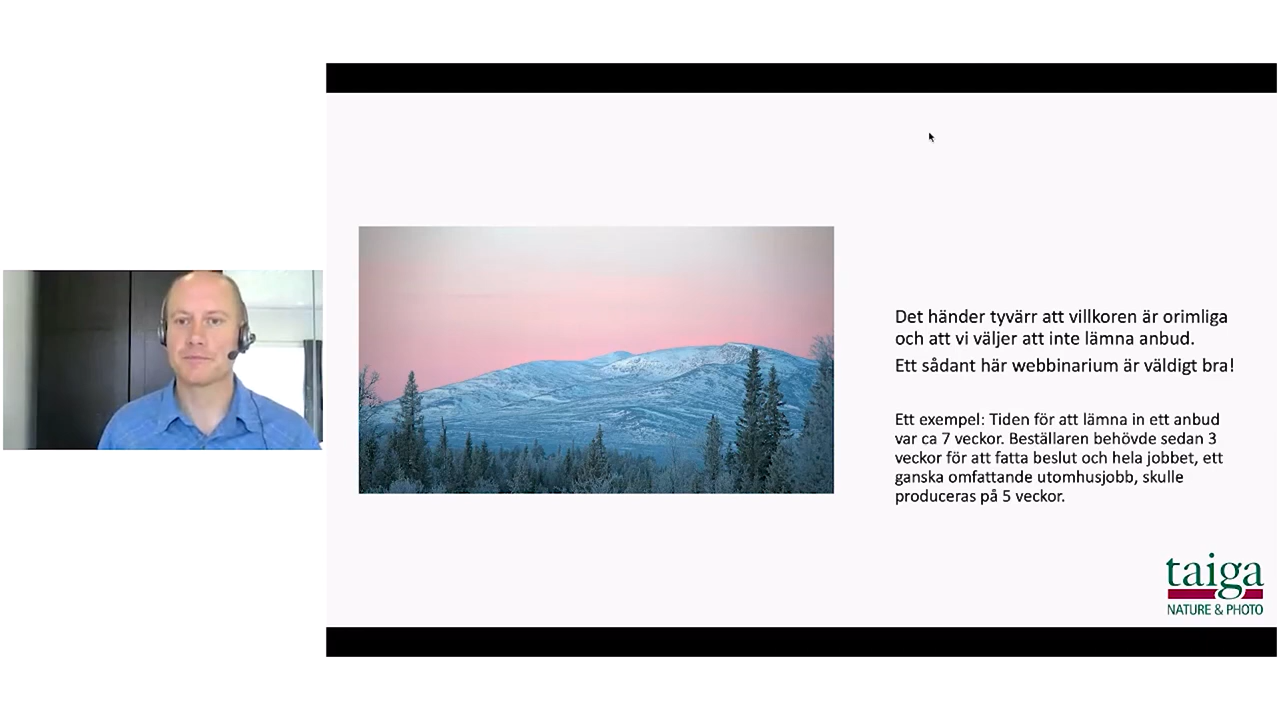 Det händer tyvärr att villkoren är orimliga
och att vi väljer att inte lämna anbud.
Ett sådant här webbinarium är väldigt bra!
Ett exempel: Tiden för att lämna in ett anbud
var ca 7 veckor. Beställaren behövde sedan 3
veckor för att fatta beslut och hela jobbet, ett
ganska omfattande utomhusjobb, skulle
produceras på 5 veckor.
taiga
NATURE & PHOTO